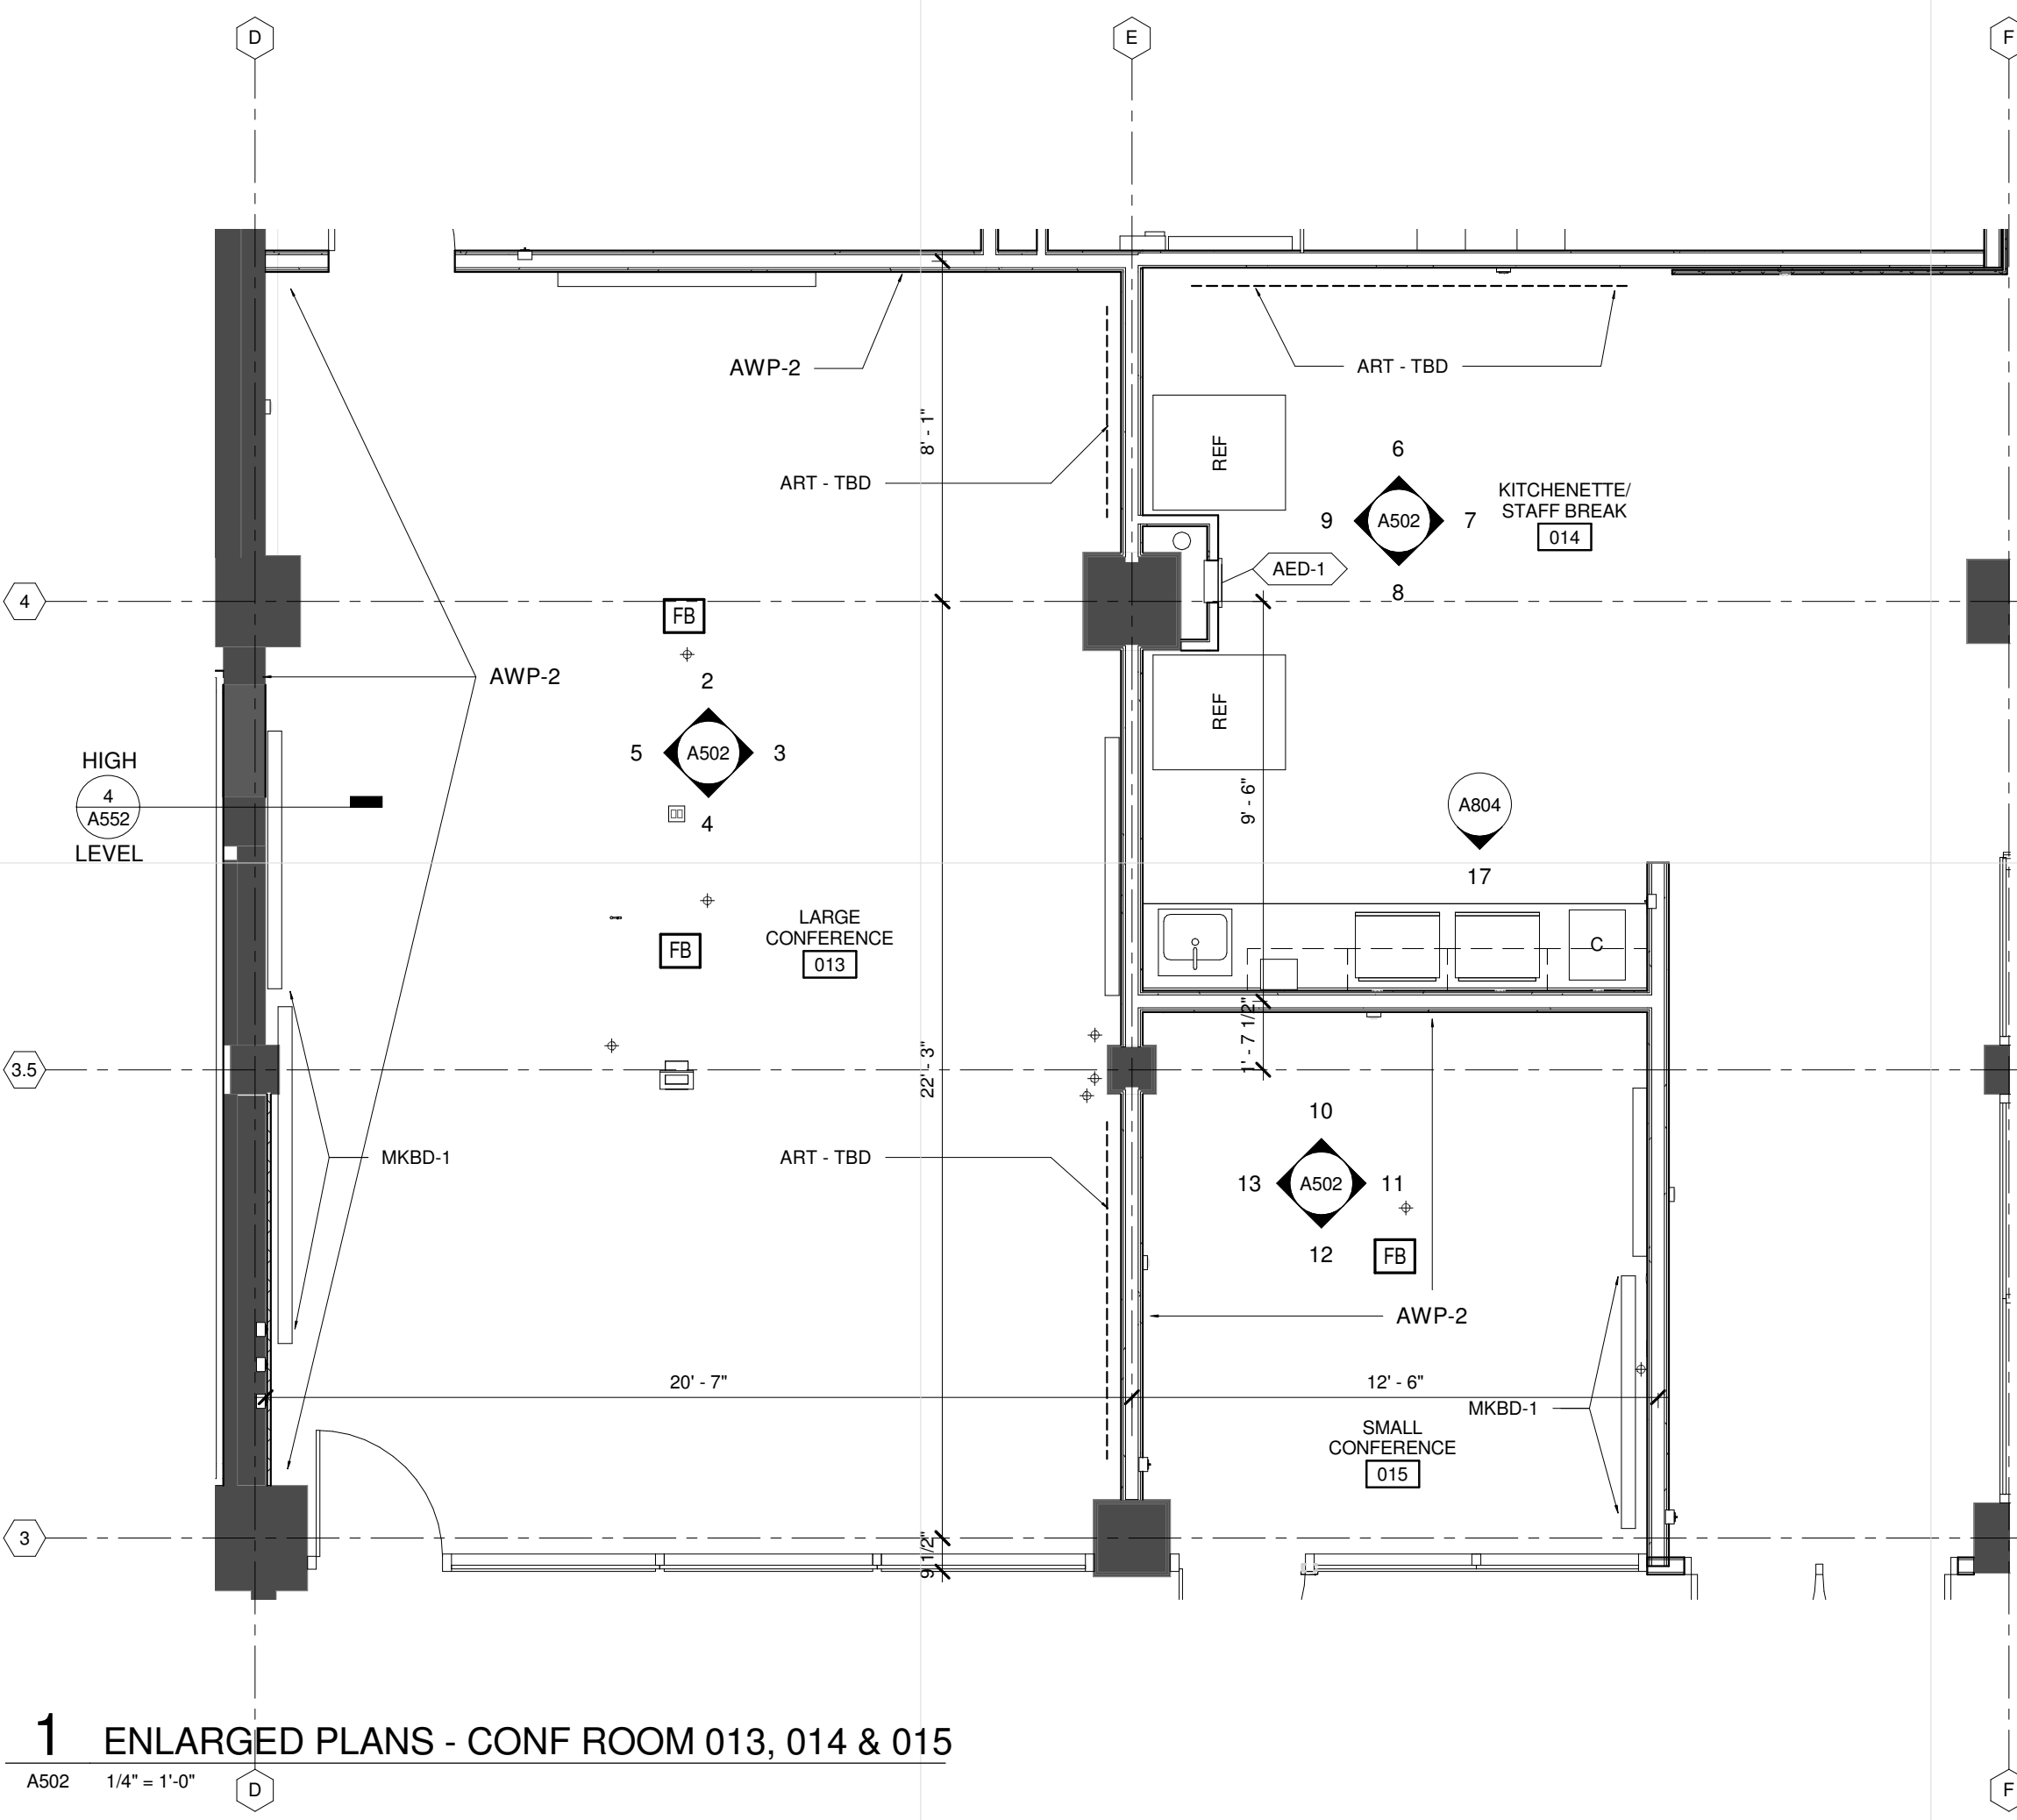 D
E
F
AWP-2
ART - TBD
8' - 1"
REF
6
KITCHENETTE/
STAFF BREAK
014
ART - TBD
9
A502
7
AED-1
8
4
FB
AWP-2
2
REF
5
A502
3
HIGH
4
A552
LEVEL
4
9' - 6"
A804
17
LARGE
CONFERENCE
013
FB
C
1' - 7 1/2"
22' - 3"
3.5
10
MKBD-1
ART - TBD
13
A502
11
12
FB
AWP-2
20' - 7"
12' - 6"
MKBD-1
SMALL
CONFERENCE
015
3
9 1/2"
1
ENLARGED PLANS - CONF ROOM 013, 014 & 015
A502
1/4" = 1'-0"
D
F